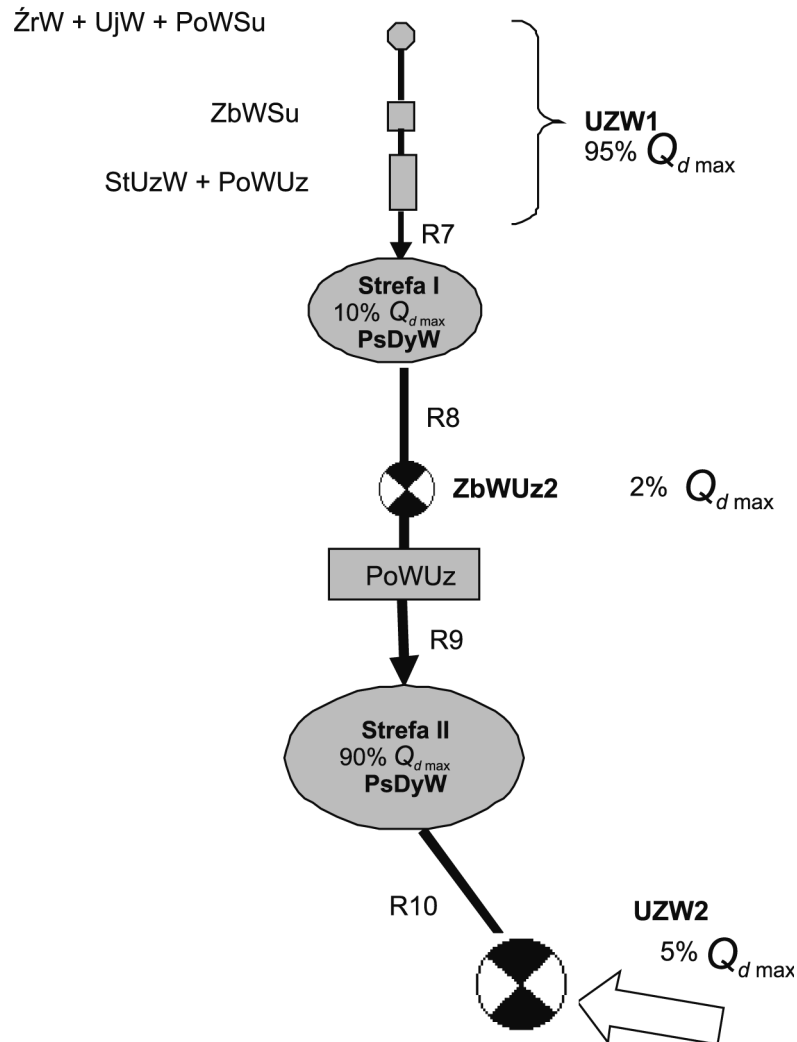 ŹrW + UjW + PoWSu
ZbWSu
UZW1
95% Qd max
StUzW + PoWUz
R7
Strefa I
10% Qd max
PsDyW
R8
ZbWUz2
2% Qd max
PoWUz
R9
Strefa II
90% Qd max
PsDyW
R10
UZW2
5% Qd max